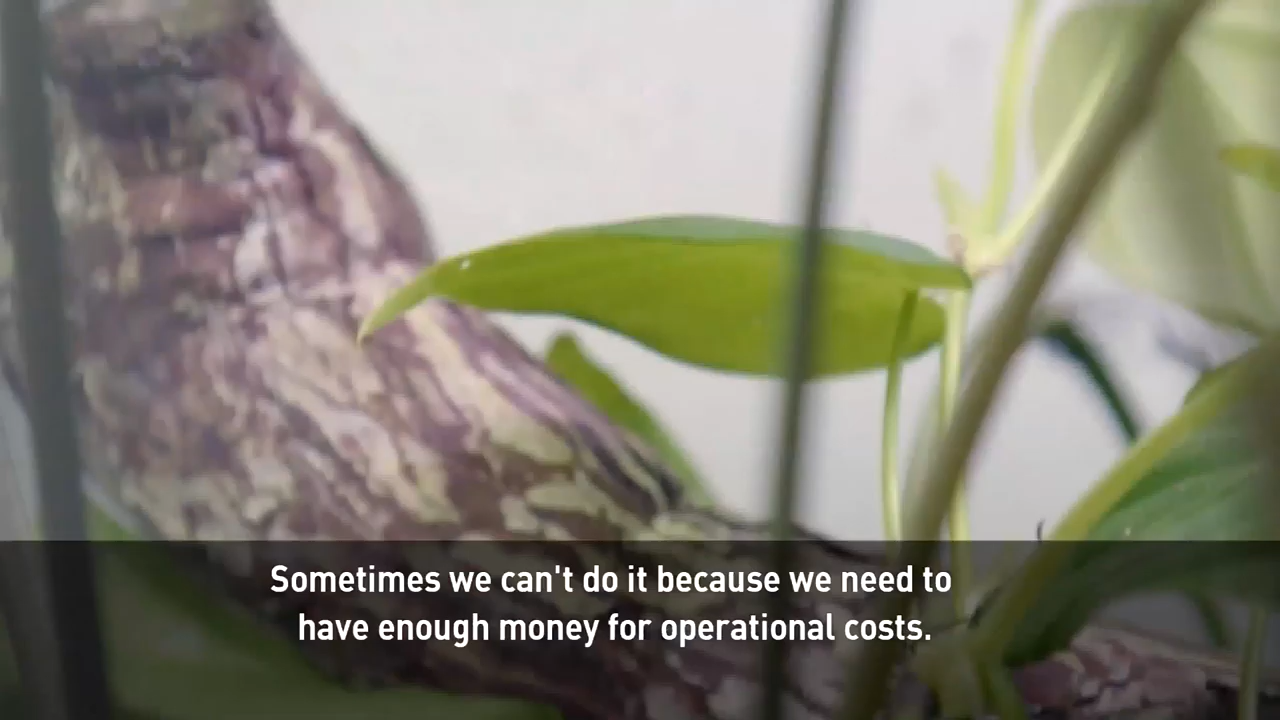 Sometimes we can't do it because we need to
have enough money for operational costs.